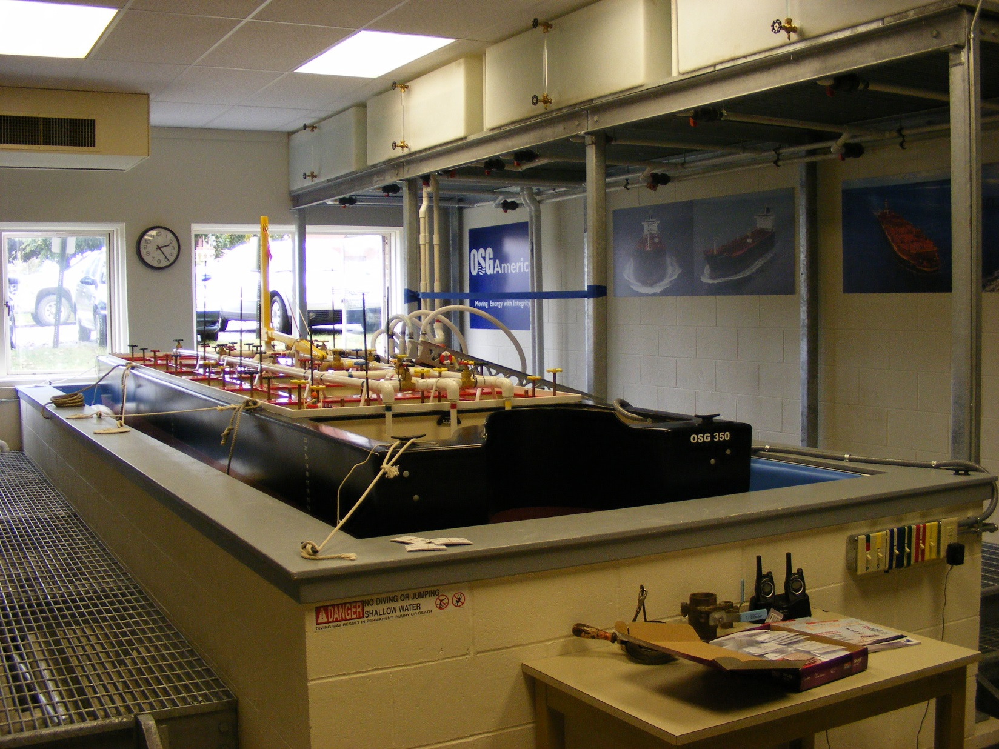 OSG Americ
Moving Energy with Integrity
OSG 350
DANGER
NO DIVING OR JUMPING
SHALLOW WATER
DIVING MAY RESULT IN PERMANENT INJURY OR DEATH